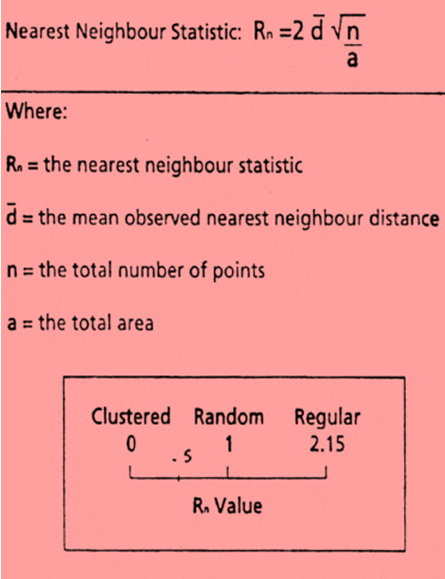 Nearest Neighbour Statistic: Rn = 2 d̄ √n/a
Where:
Rn = the nearest neighbour statistic
d̄ = the mean observed nearest neighbour distance
n = the total number of points
a = the total area
Clustered Random Regular
0 .5 1 2.15
Rn Value